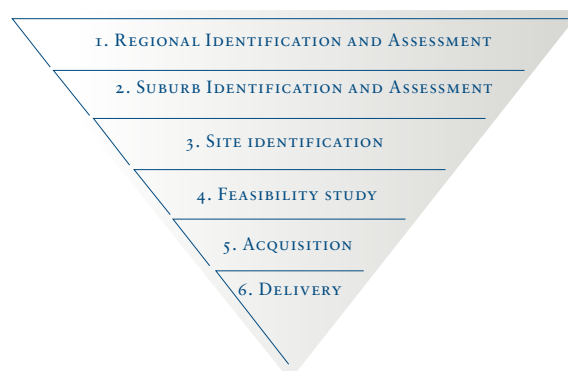 1. Regional Identification and Assessment
2. Suburb Identification and Assessment
3. Site identification
4. Feasibility study
5. Acquisition
6. Delivery